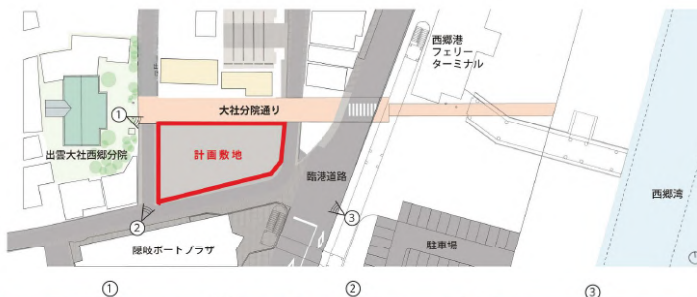 西郷港
フェリー
ターミナル
大社分院通り
①
出雲大社西郷分院
計画敷地
臨港道路
西郷湾
②
③
隠岐ポートプラザ
駐車場
① ② ③